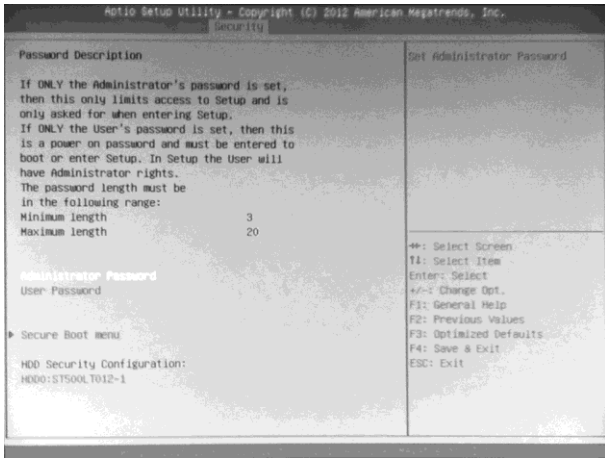 Aptio Setup Utility - Copyright (C) 2012 American Megatrends, Inc.
Security
Password Description
If ONLY the Administrator's password is set,
then this only limits access to Setup and is
only asked for when entering Setup.
If ONLY the User's password is set, then this
is a power on password and must be entered to
boot or enter Setup. In Setup the User will
have Administrator rights.
The password length must be
in the following range:
Minimum length 3
Maximum length 20
Administrator Password
User Password
Secure Boot menu
HDD Security Configuration:
HDD0:ST500LT012-1
Set Administrator Password
: Select Screen
↑↓: Select Item
Enter: Select
+/-: Change Opt.
F1: General Help
F2: Previous Values
F3: Optimized Defaults
F4: Save & Exit
ESC: Exit